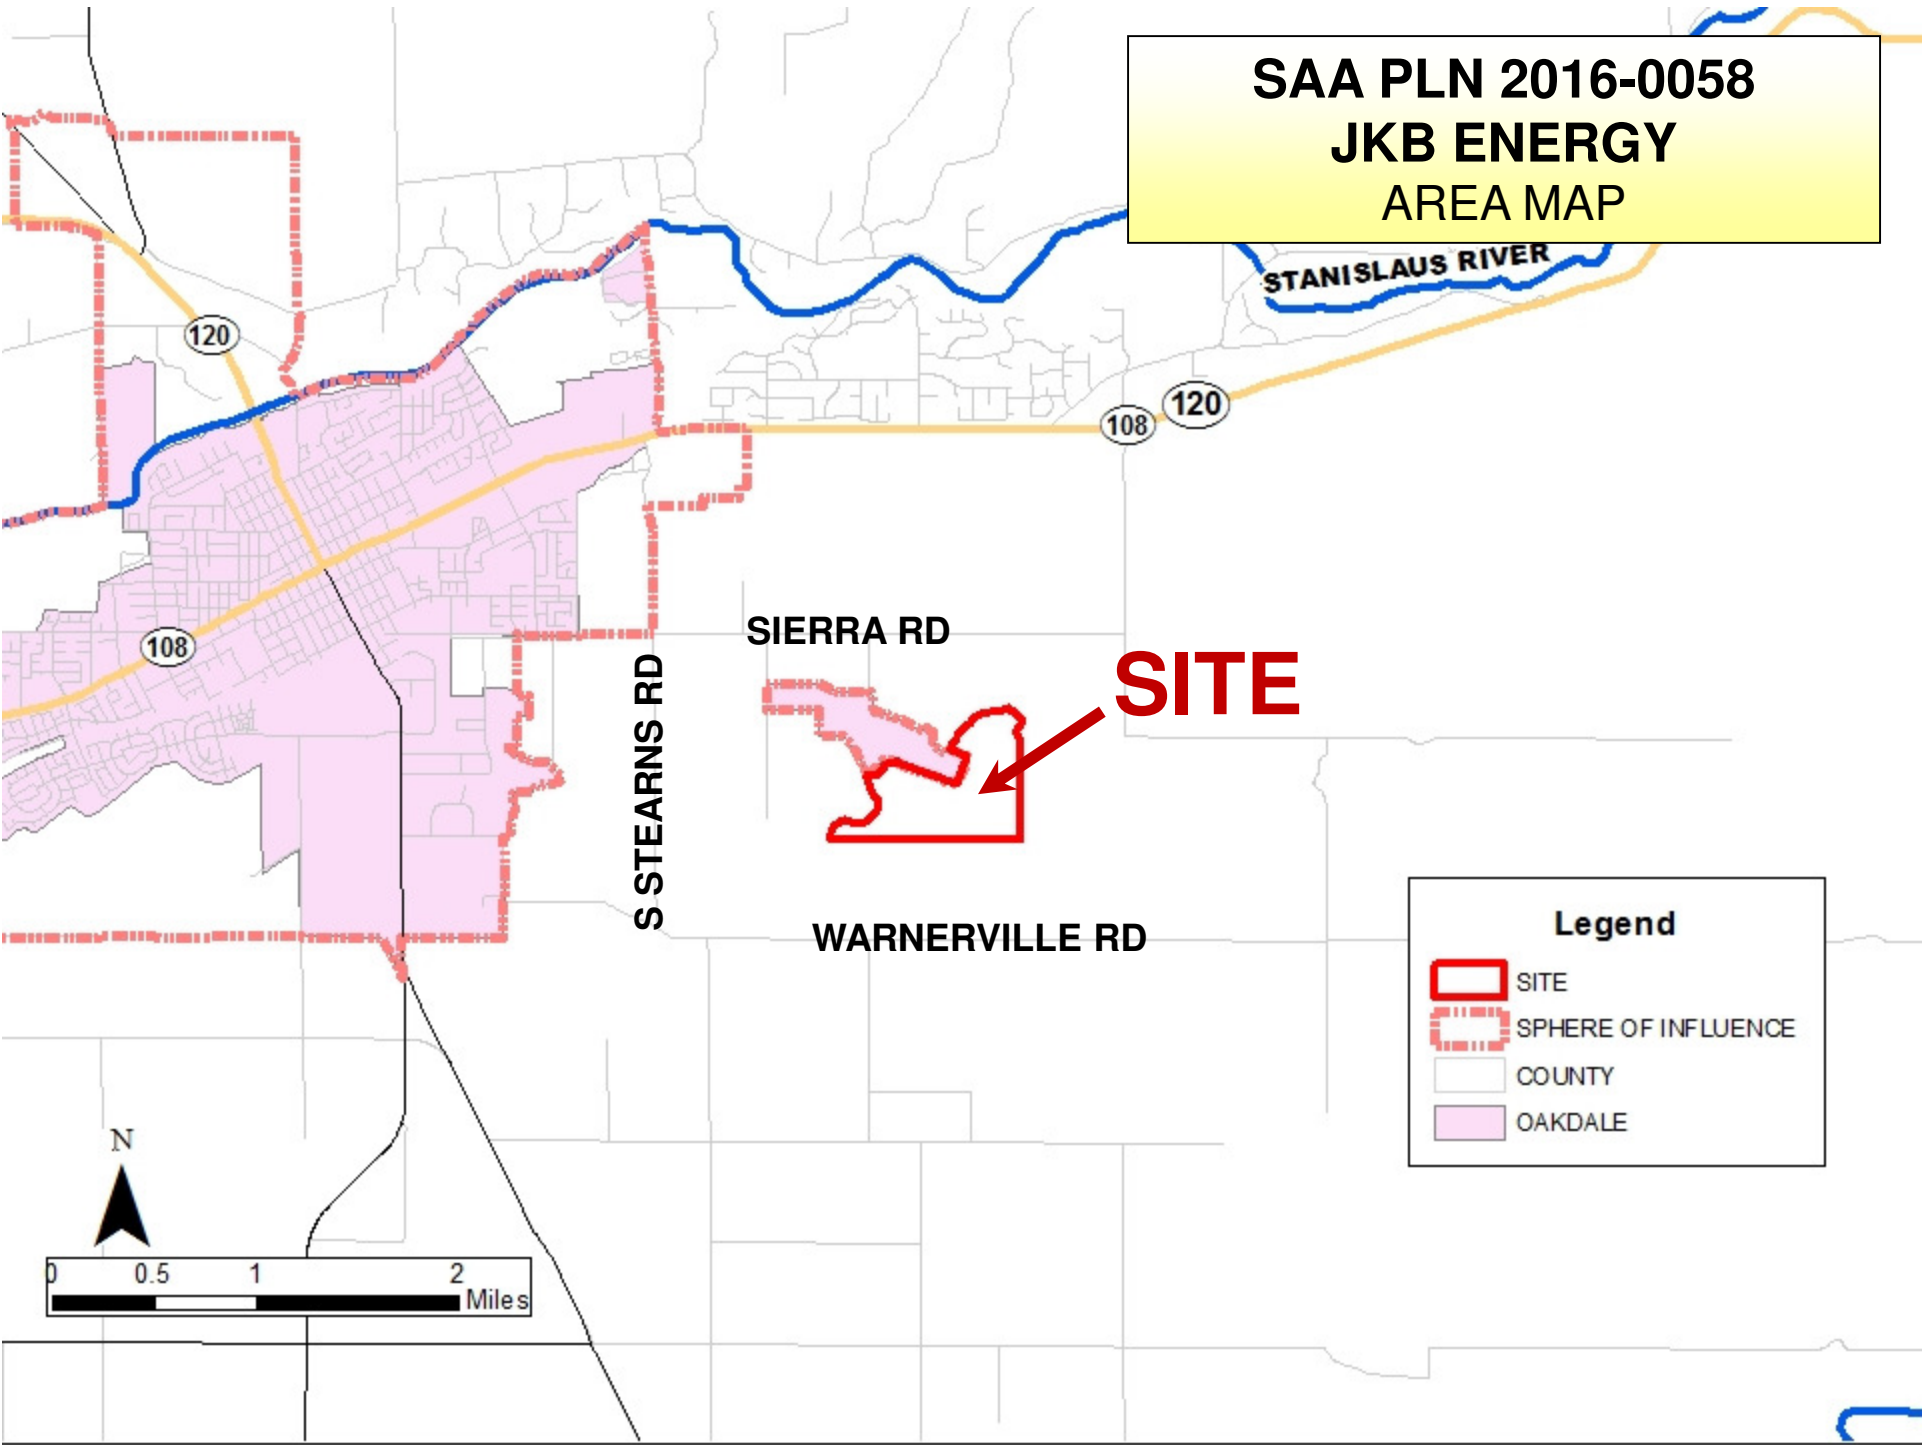 SAA PLN 2016-0058
JKB ENERGY
AREA MAP
STANISLAUS RIVER
120
120
108
108
SIERRA RD
SITE
S STEARNS RD
WARNERVILLE RD
Legend
SITE
SPHERE OF INFLUENCE
COUNTY
OAKDALE
N
0 0.5 1 2
Miles